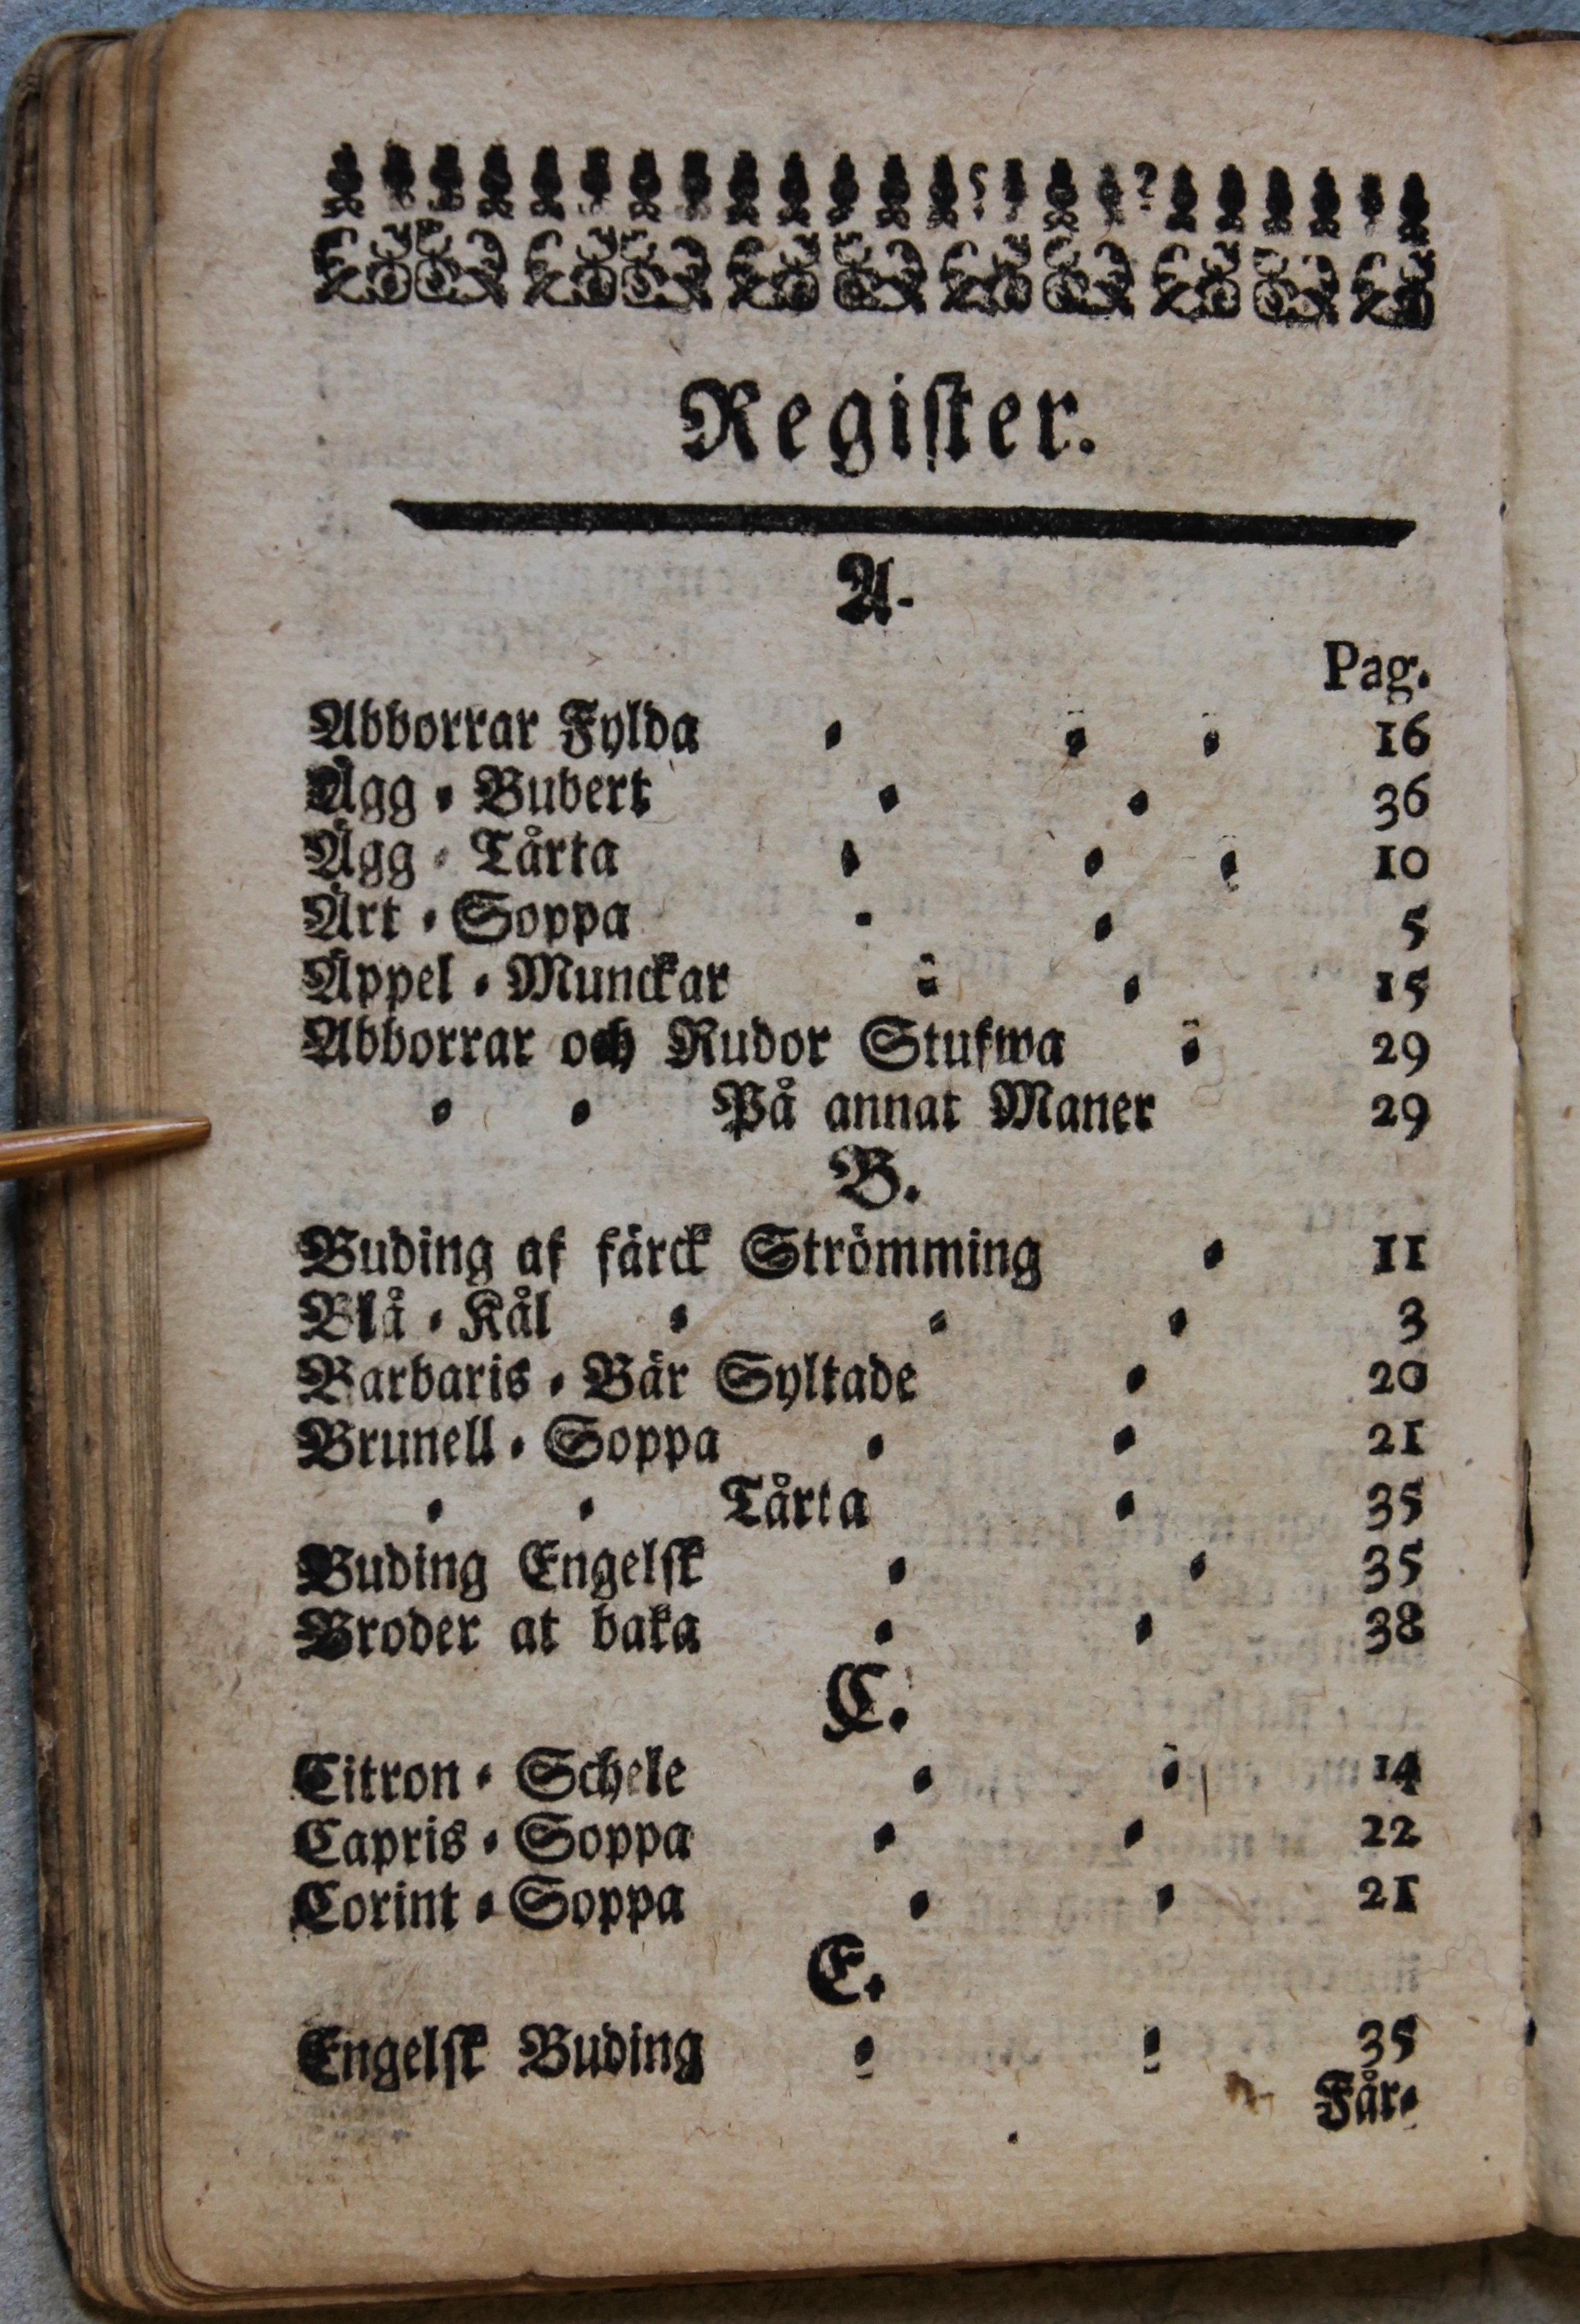 Register.
A.
Pag.
Abborrar Fylda = = = 16
Ägg = Bubert = = 36
Ägg = Tårta = = = 10
Ärt = Soppa = = 5
Äppel = Munckar = = 15
Abborrar och Rudor Stufwa = 29
= = På annat Maner 29
B.
Buding af färck Strömming = 11
Blå = Kål = = = 3
Barbaris = Bär Syltade = 20
Brunell = Soppa = = 21
= = Tårta = 35
Buding Engelsk = = 35
Broder at baka = = 38
C.
Citron = Schele = = 14
Capris = Soppa = = 22
Corint = Soppa = = 21
E.
Engelsk Buding = = 35
Får=